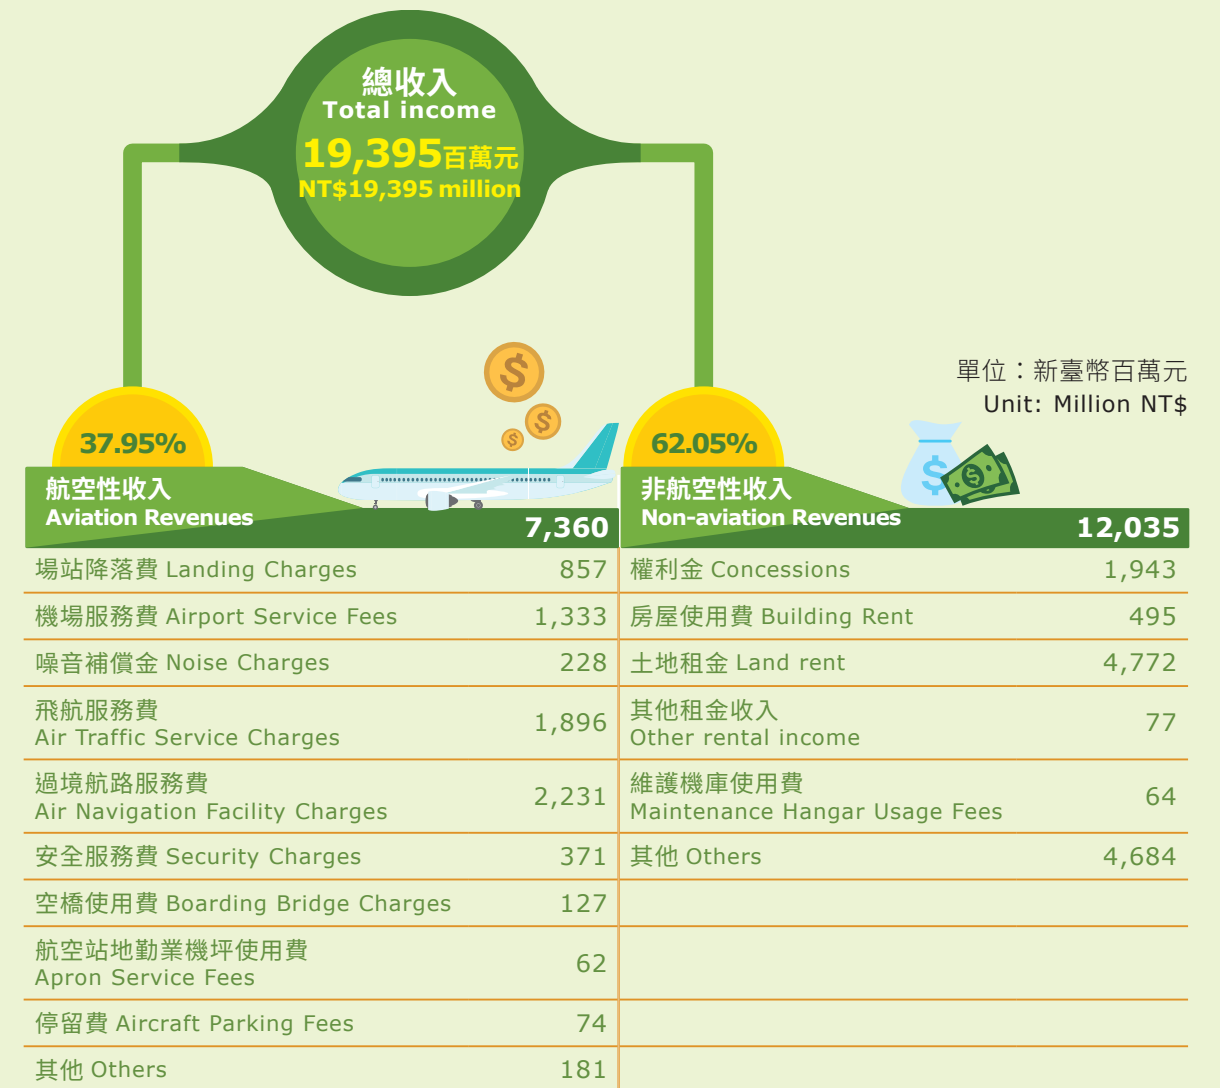 總收入
Total income
19,395百萬元
NT$19,395 million
單位：新臺幣百萬元
Unit: Million NT$
37.95%
航空性收入
Aviation Revenues 7,360
場站降落費 Landing Charges 857
機場服務費 Airport Service Fees 1,333
噪音補償金 Noise Charges 228
飛航服務費
Air Traffic Service Charges 1,896
過境航路服務費
Air Navigation Facility Charges 2,231
安全服務費 Security Charges 371
空橋使用費 Boarding Bridge Charges 127
航空站地勤業機坪使用費
Apron Service Fees 62
停留費 Aircraft Parking Fees 74
其他 Others 181
62.05%
非航空性收入
Non-aviation Revenues 12,035
權利金 Concessions 1,943
房屋使用費 Building Rent 495
土地租金 Land rent 4,772
其他租金收入
Other rental income 77
維護機庫使用費
Maintenance Hangar Usage Fees 64
其他 Others 4,684